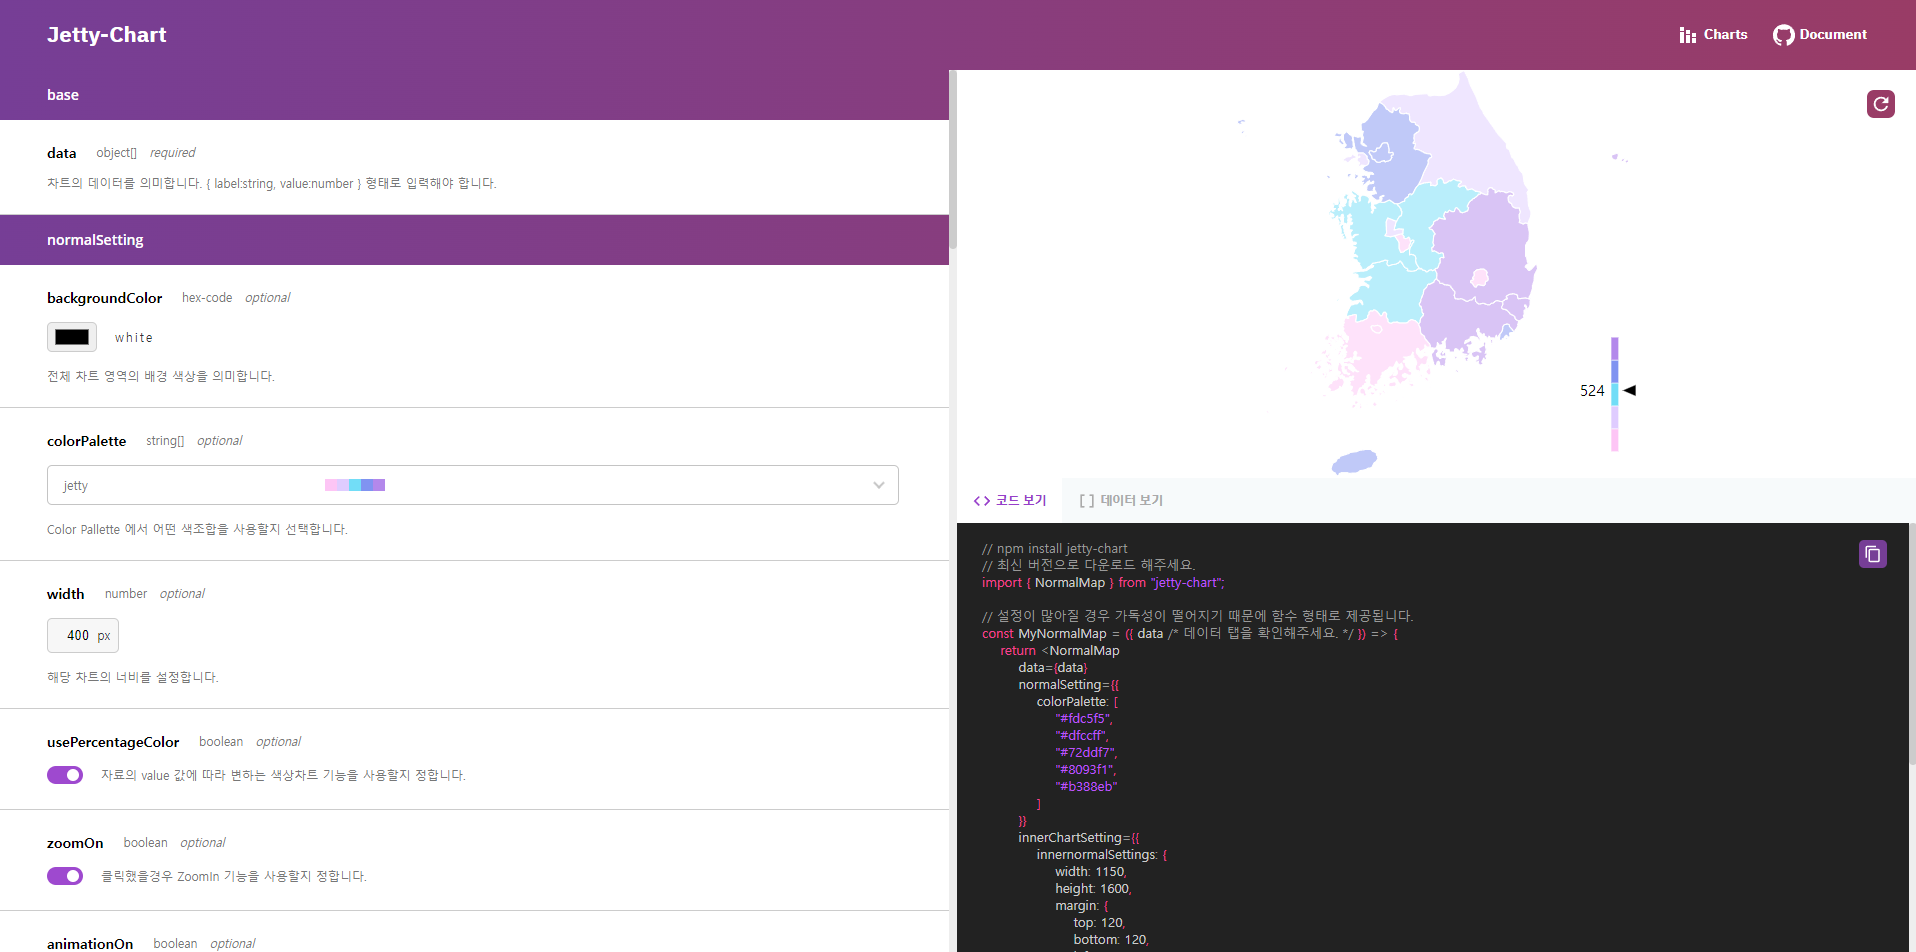 Jetty-Chart
Charts
Document
base
data object[] required
차트의 데이터를 의미합니다. { label:string, value:number } 형태로 입력해야 합니다.
normalSetting
backgroundColor hex-code optional
white
전체 차트 영역의 배경 색상을 의미합니다.
colorPalette string[] optional
jetty
Color Pallette 에서 어떤 색조합을 사용할지 선택합니다.
width number optional
400 px
해당 차트의 너비를 설정합니다.
usePercentageColor boolean optional
자료의 value 값에 따라 변하는 색상차트 기능을 사용할지 정합니다.
zoomOn boolean optional
클릭했을경우 ZoomIn 기능을 사용할지 정합니다.
animationOn boolean optional
524
<> 코드 보기
[ ] 데이터 보기
// npm install jetty-chart
// 최신 버전으로 다운로드 해주세요.
import { NormalMap } from "jetty-chart";
// 설정이 많아질 경우 가독성이 떨어지기 때문에 함수 형태로 제공됩니다.
const MyNormalMap = ({ data /* 데이터 탭을 확인해주세요. */ }) => {
return <NormalMap
data={data}
normalSetting={{
colorPalette: [
"#fdc5f5",
"#dfccff",
"#72ddf7",
"#8093f1",
"#b388eb"
]
}}
innerChartSetting={{
innernormalSettings: {
width: 1150,
height: 1600,
margin: {
top: 120,
bottom: 120,